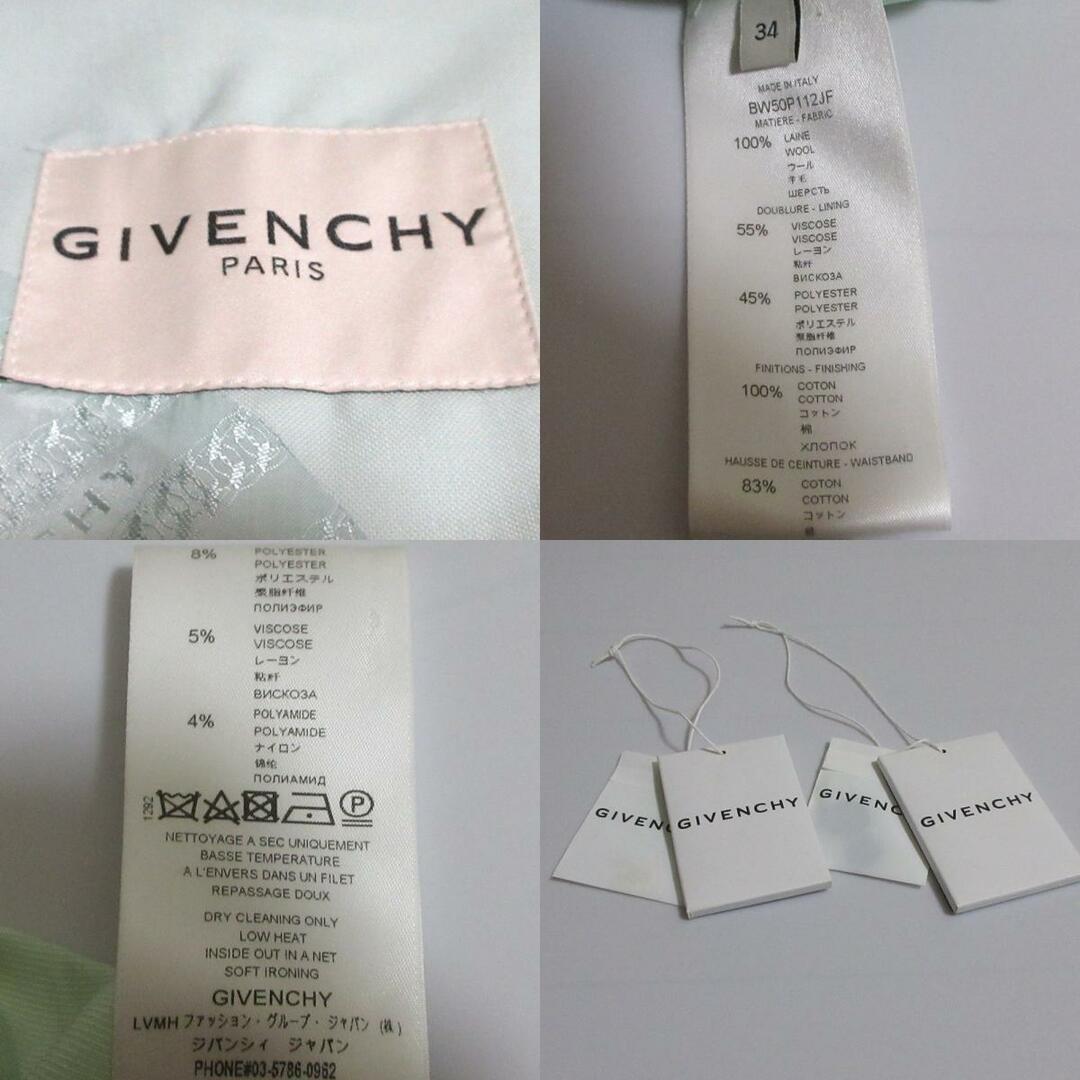 GIVENCHY
PARIS
34
MADE IN ITALY
BW50P112JF
MATIERE - FABRIC
100% LAINE
WOOL
ウール
羊毛
ШЕРСТЬ
DOUBLURE - LINING
55% VISCOSE
VISCOSE
レーヨン
粘纤
ВИСКОЗА
45% POLYESTER
POLYESTER
ポリエステル
聚脂纤维
ПОЛИЭФИР
FINITIONS - FINISHING
100% COTON
COTTON
コットン
棉
ХЛОПОК
HAUSSE DE CEINTURE - WAISTBAND
83% COTON
COTTON
コットン
8% POLYESTER
POLYESTER
ポリエステル
聚脂纤维
ПОЛИЭФИР
5% VISCOSE
VISCOSE
レーヨン
粘纤
ВИСКОЗА
4% POLYAMIDE
POLYAMIDE
ナイロン
锦纶
ПОЛИАМИД
1292
P
NETTOYAGE A SEC UNIQUEMENT
BASSE TEMPERATURE
A L'ENVERS DANS UN FILET
REPASSAGE DOUX
DRY CLEANING ONLY
LOW HEAT
INSIDE OUT IN A NET
SOFT IRONING
GIVENCHY
LVMH ファッション・グループ・ジャパン (株)
ジバンシィ ジャパン
PHONE#03-5786-0962
GIVEN
GIVENCHY
GIVENC
GIVENCHY